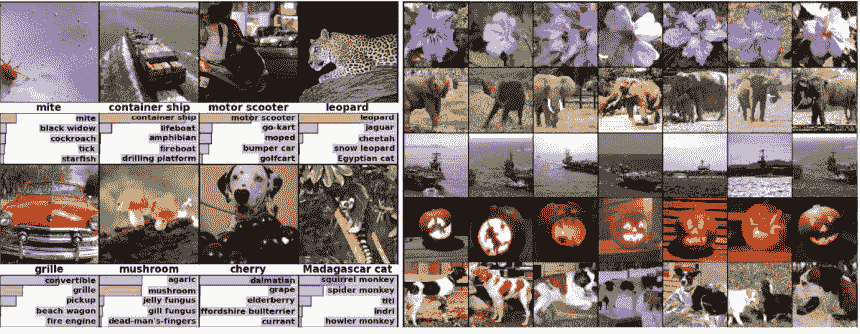 mite container ship motor scooter leopard
mite container ship motor scooter leopard
black widow lifeboat go-kart jaguar
cockroach amphibian moped cheetah
tick fireboat bumper car snow leopard
starfish drilling platform golfcart Egyptian cat
grille mushroom cherry Madagascar cat
convertible agaric dalmatian squirrel monkey
grille mushroom grape spider monkey
pickup jelly fungus elderberry titi
beach wagon gill fungus ffordshire bullterrier indri
fire engine dead-man's-fingers currant howler monkey